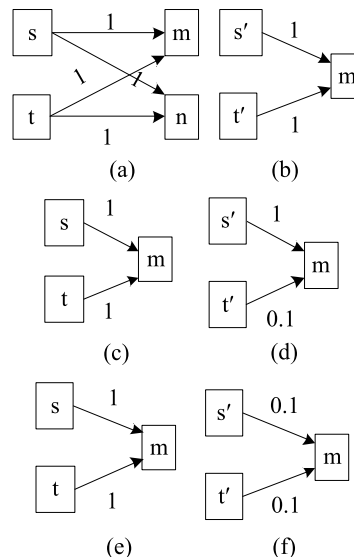 s 1 m
1 1
t 1 n
(a)
s′ 1
m
t′ 1
(b)
s 1
m
t 1
(c)
s′ 1
m
t′ 0.1
(d)
s 1
m
t 1
(e)
s′ 0.1
m
t′ 0.1
(f)